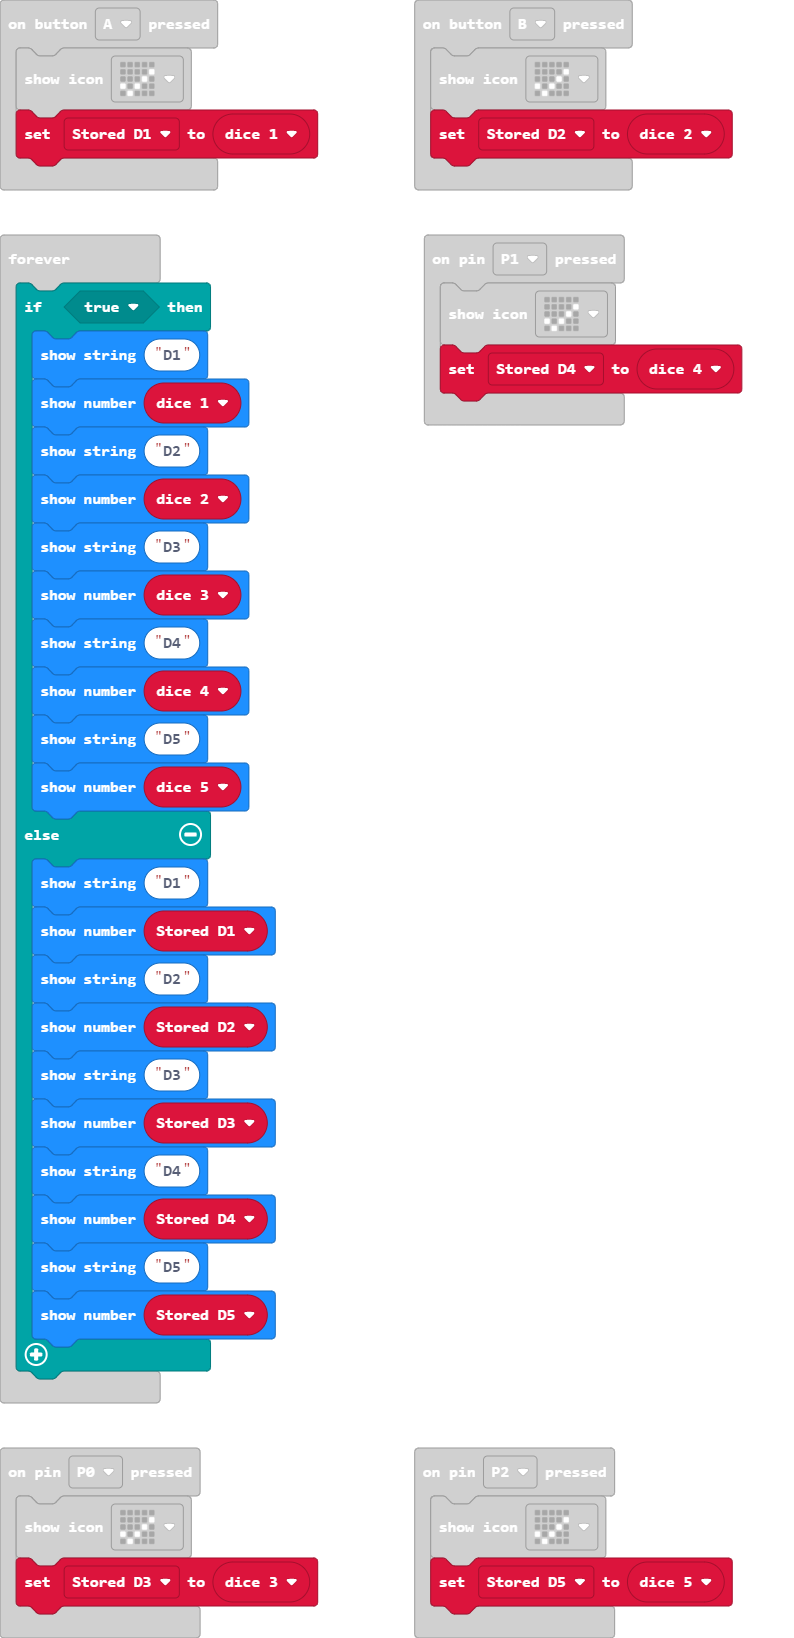 on button A pressed
show icon
set Stored D1 to dice 1
on button B pressed
show icon
set Stored D2 to dice 2
forever
if true then
show string "D1"
show number dice 1
show string "D2"
show number dice 2
show string "D3"
show number dice 3
show string "D4"
show number dice 4
show string "D5"
show number dice 5
else
show string "D1"
show number Stored D1
show string "D2"
show number Stored D2
show string "D3"
show number Stored D3
show string "D4"
show number Stored D4
show string "D5"
show number Stored D5
on pin P1 pressed
show icon
set Stored D4 to dice 4
on pin P0 pressed
show icon
set Stored D3 to dice 3
on pin P2 pressed
show icon
set Stored D5 to dice 5